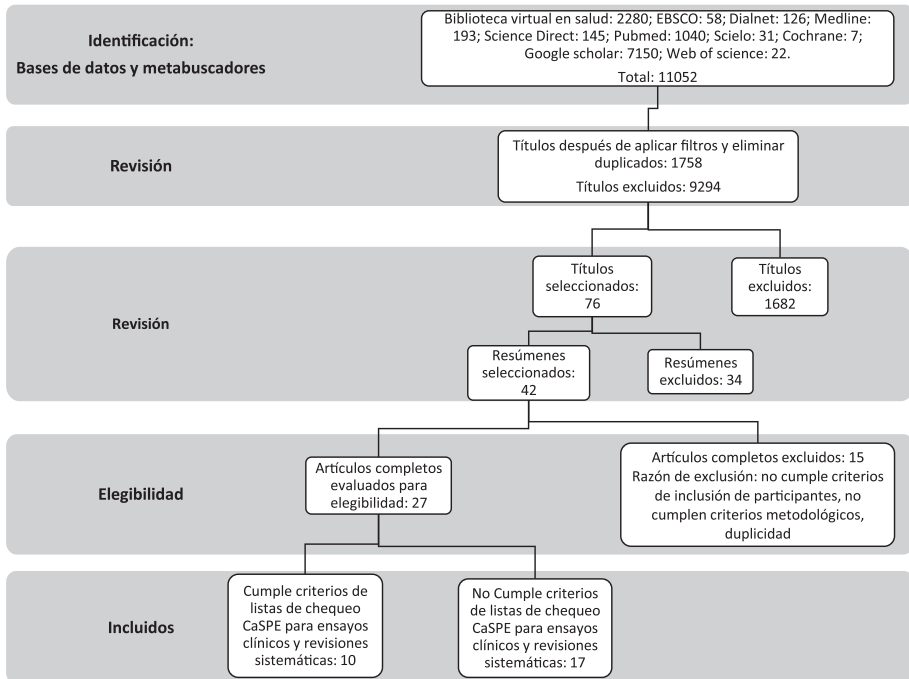 Identificación:
Bases de datos y metabuscadores
Biblioteca virtual en salud: 2280; EBSCO: 58; Dialnet: 126; Medline:
193; Science Direct: 145; Pubmed: 1040; Scielo: 31; Cochrane: 7;
Google scholar: 7150; Web of science: 22.
Total: 11052
Revisión
Títulos después de aplicar filtros y eliminar
duplicados: 1758
Títulos excluidos: 9294
Revisión
Títulos
seleccionados:
76
Títulos
excluidos:
1682
Resúmenes
seleccionados:
42
Resúmenes
excluidos: 34
Elegibilidad
Artículos completos
evaluados para
elegibilidad: 27
Artículos completos excluidos: 15
Razón de exclusión: no cumple criterios
de inclusión de participantes, no
cumplen criterios metodológicos,
duplicidad
Incluidos
Cumple criterios de
listas de chequeo
CaSPE para ensayos
clínicos y revisiones
sistemáticas: 10
No Cumple criterios
de listas de chequeo
CaSPE para ensayos
clínicos y revisiones
sistemáticas: 17